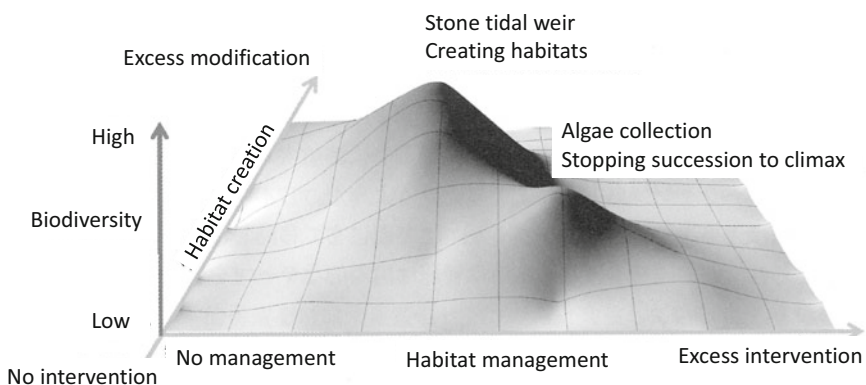 Stone tidal weir
Creating habitats
Excess modification
High
Algae collection
Stopping succession to climax
Habitat creation
Biodiversity
Low
No management
Habitat management
Excess intervention
No intervention